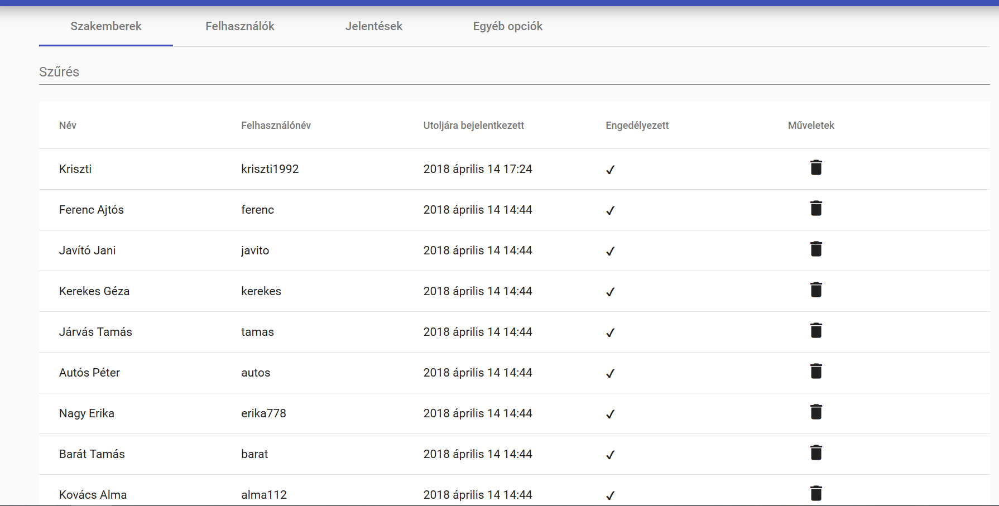 Szakemberek Felhasználók Jelentések Egyéb opciók
Szűrés
Név Felhasználónév Utoljára bejelentkezett Engedélyezett Műveletek
Kriszti kriszti1992 2018 április 14 17:24 ✓
Ferenc Ajtós ferenc 2018 április 14 14:44 ✓
Javító Jani javito 2018 április 14 14:44 ✓
Kerekes Géza kerekes 2018 április 14 14:44 ✓
Járvás Tamás tamas 2018 április 14 14:44 ✓
Autós Péter autos 2018 április 14 14:44 ✓
Nagy Erika erika778 2018 április 14 14:44 ✓
Barát Tamás barat 2018 április 14 14:44 ✓
Kovács Alma alma112 2018 április 14 14:44 ✓